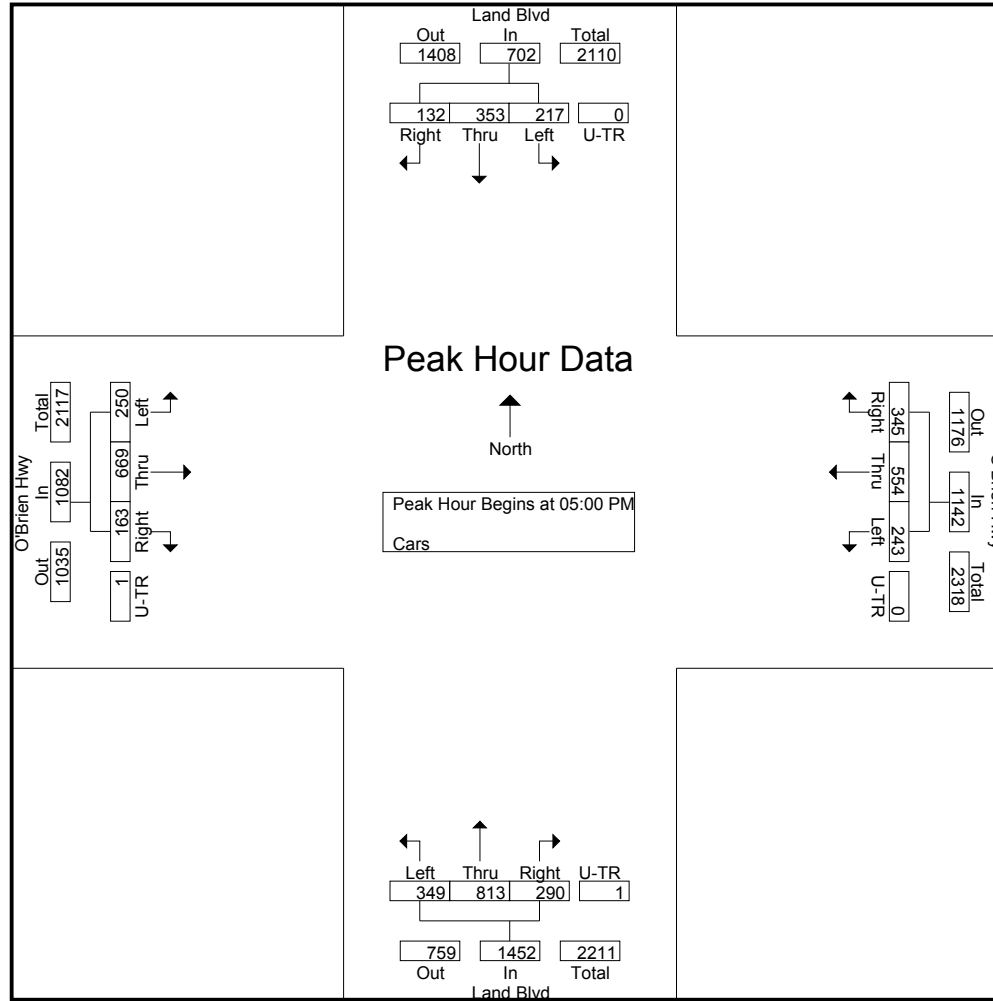 Land Blvd
Out In Total
1408 702 2110
132 353 217 0
Right Thru Left U-TR
Peak Hour Data
North
Peak Hour Begins at 05:00 PM
Cars
O'Brien Hwy
Total In Out
2117 1082 1035
250 669 163 1
Left Thru Right U-TR
Right Thru Left U-TR
345 554 243 0
1176 1142 2318
Out In Total
Left Thru Right U-TR
349 813 290 1
759 1452 2211
Out In Total
Land Blvd